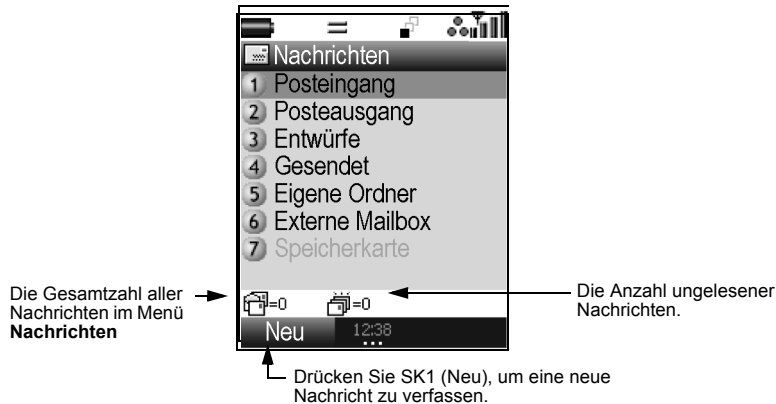 Nachrichten
1 Posteingang
2 Posteausgang
3 Entwürfe
4 Gesendet
5 Eigene Ordner
6 Externe Mailbox
7 Speicherkarte
Die Gesamtzahl aller
Nachrichten im Menü
Nachrichten
=0 =0
Die Anzahl ungelesener
Nachrichten.
Neu 12:38
Drücken Sie SK1 (Neu), um eine neue
Nachricht zu verfassen.